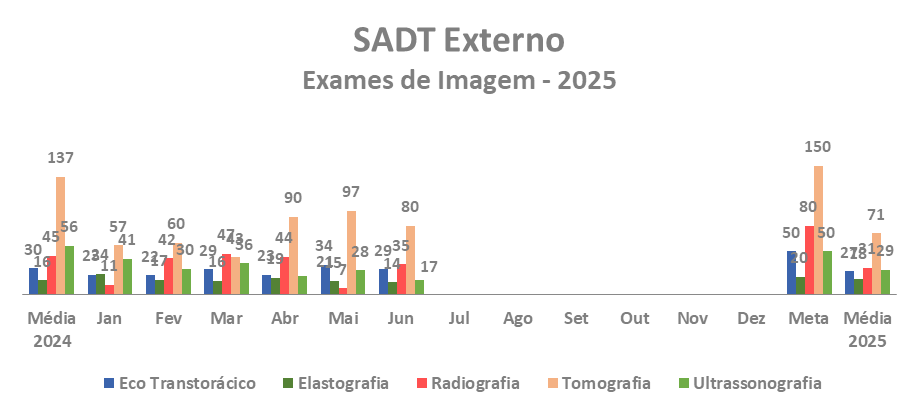 SADT Externo
Exames de Imagem - 2025
137
30 16 45 56
24 11 57 41
22 17 42 60 30
29 16 47 43 36
23 19 44 90 21
34 15 7 97 28
29 14 35 80 17
50 20 80 150 50
27 18 31 71 29
Média 2024 Jan Fev Mar Abr Mai Jun Jul Ago Set Out Nov Dez Meta Média 2025
Eco Transtorácico Elastografia Radiografia Tomografia Ultrassonografia